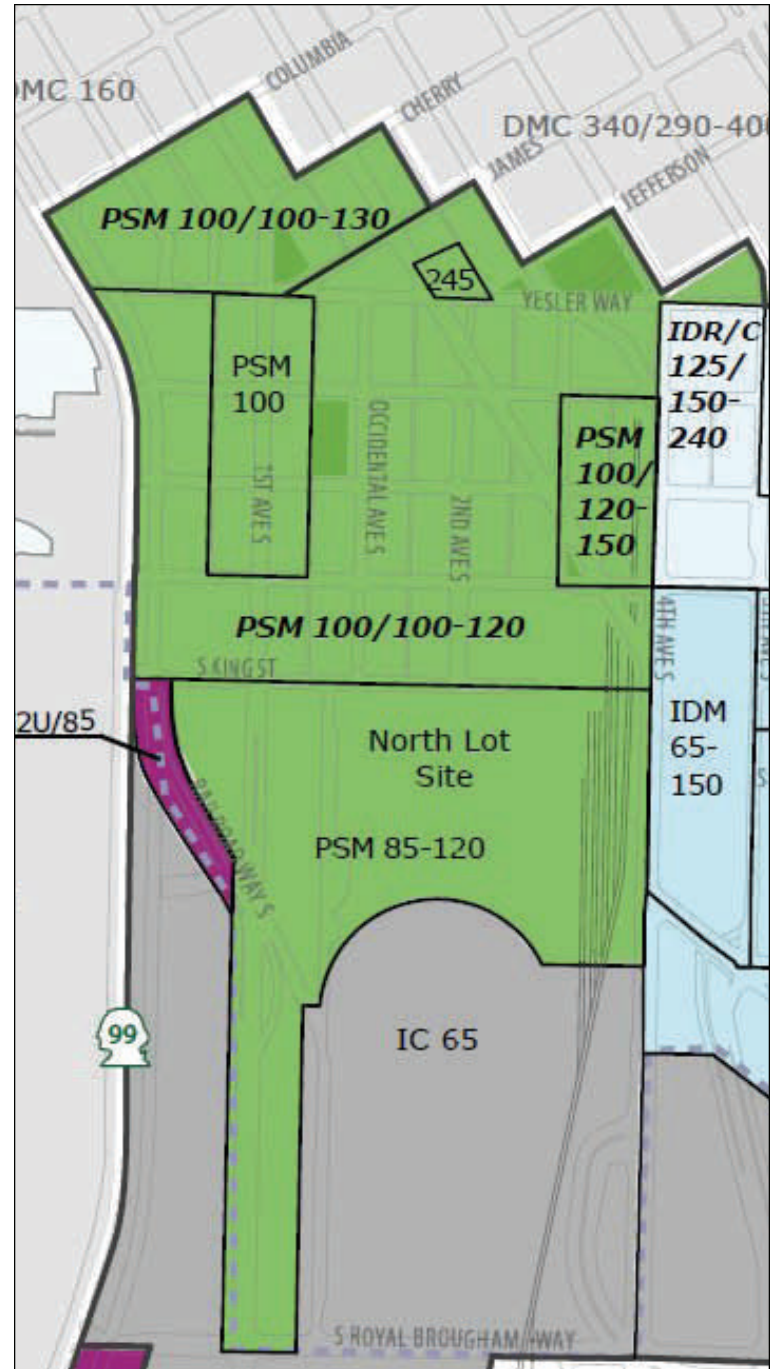 COLUMBIA
MC 160
CHERRY
DMC 340/290-400
JAMES
JEFFERSON
PSM 100/100-130
245
YESLER WAY
IDR/C
125/
150-
240
PSM
100
OCCIDENTAL AVE S
1ST AVE S
2ND AVE S
PSM
100/
120-
150
PSM 100/100-120
4TH AVE S
S KING ST
2U/85
North Lot
Site
IDM
65-
150
RAILROAD WAY S
PSM 85-120
99
IC 65
S ROYAL BROUGHAM WAY